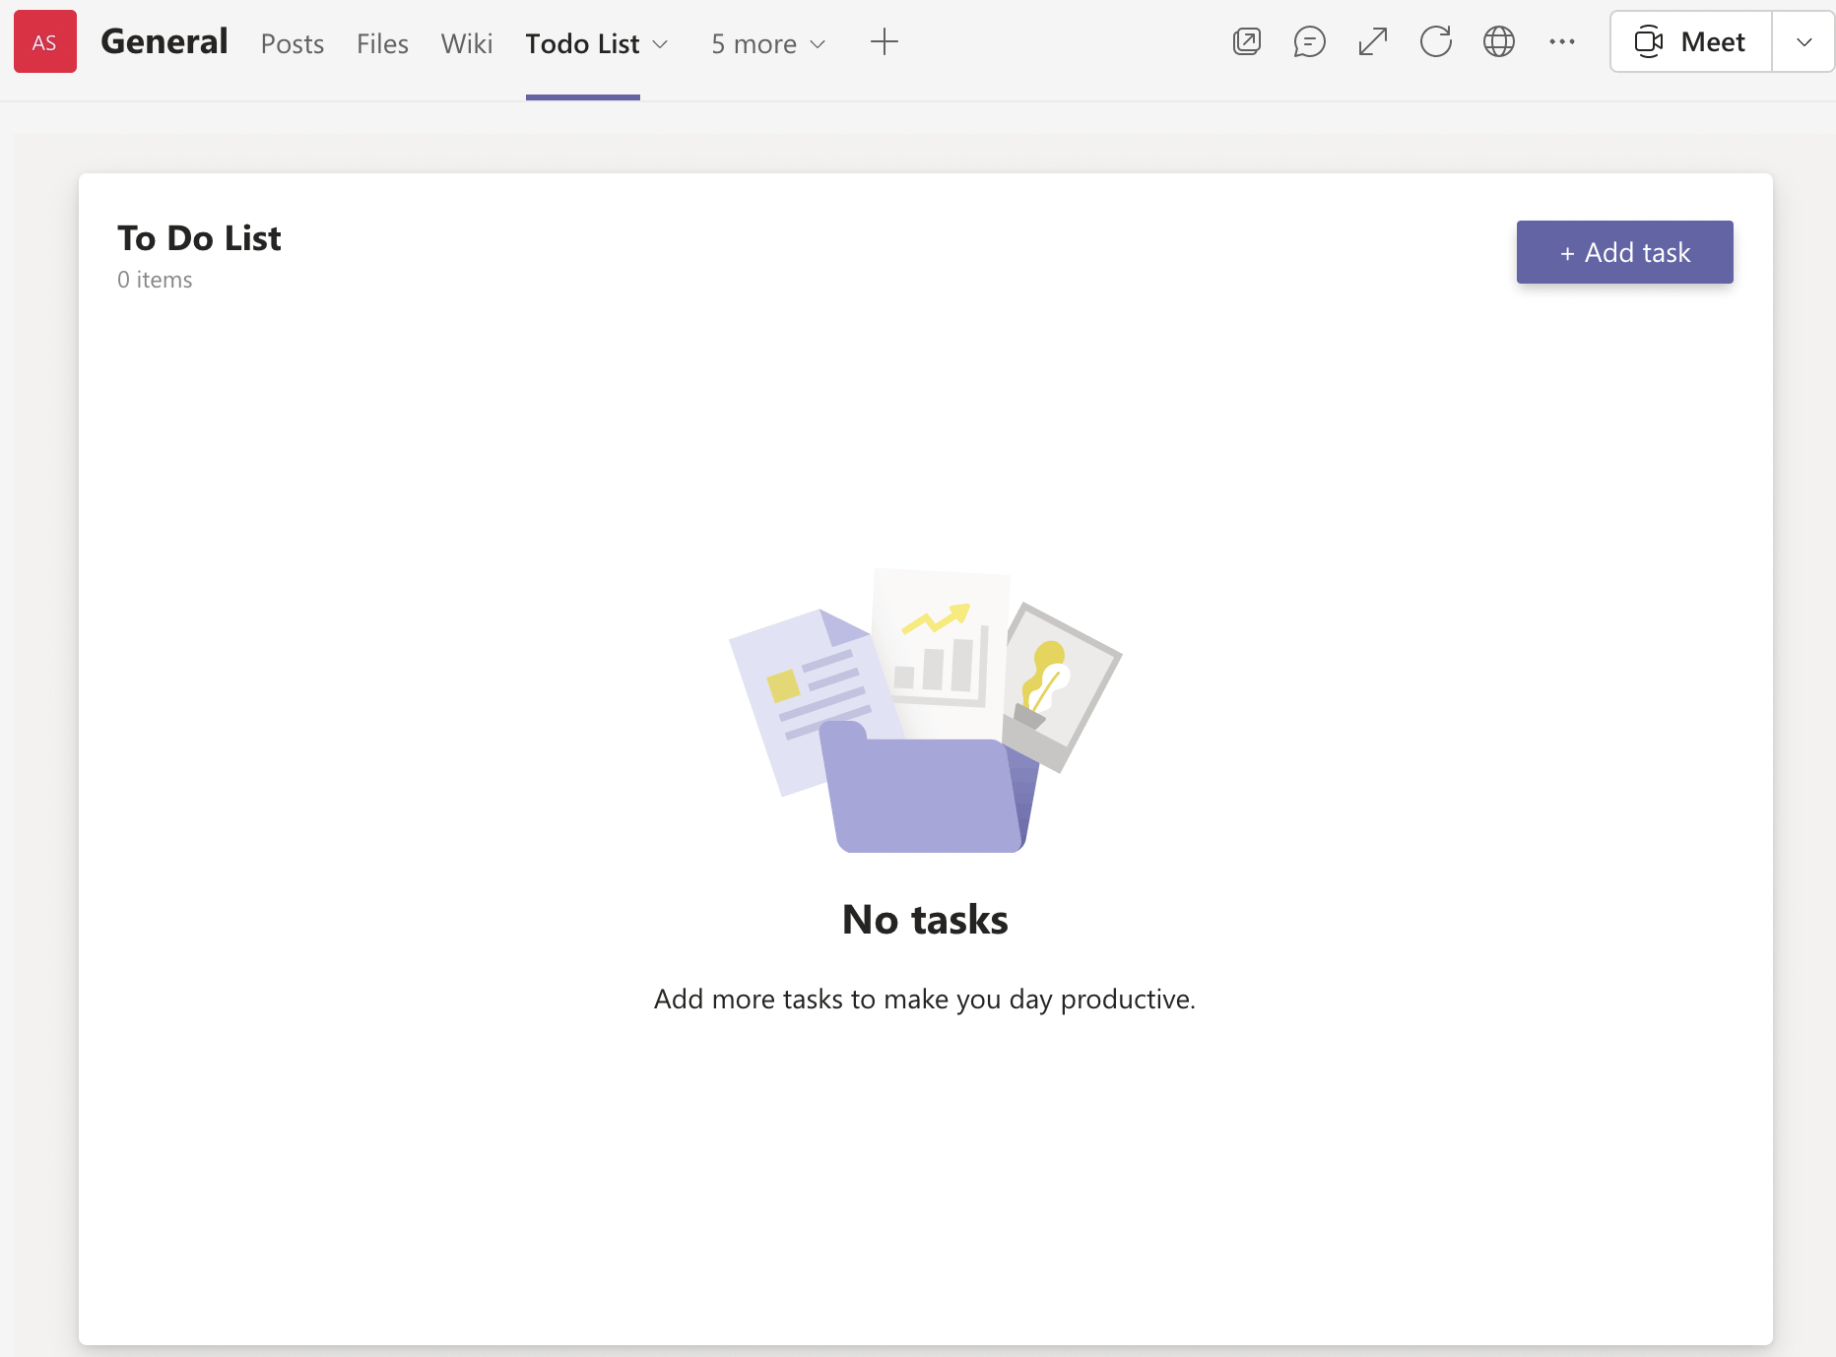 AS General Posts Files Wiki Todo List 5 more Meet
To Do List
0 items
+ Add task
No tasks
Add more tasks to make you day productive.